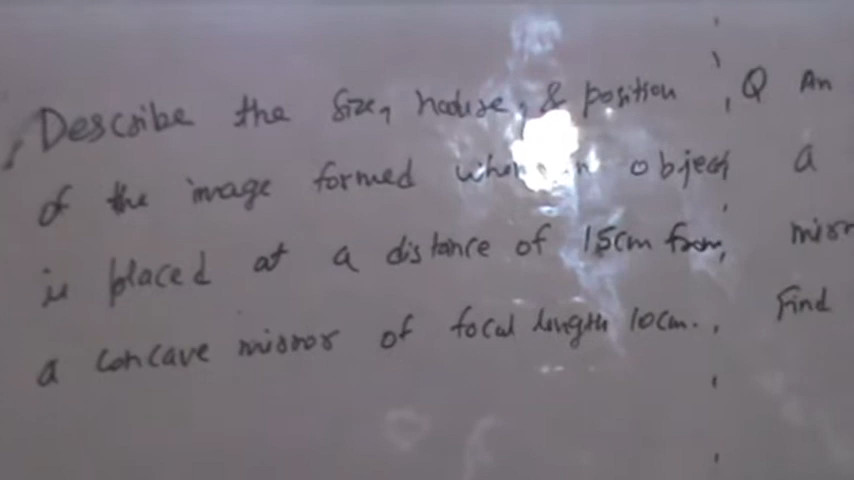 Describe the size, nature, & position
of the image formed when an object
is placed at a distance of 15cm from
a concave mirror of focal length 10cm.
Q An
a
mirr
Find